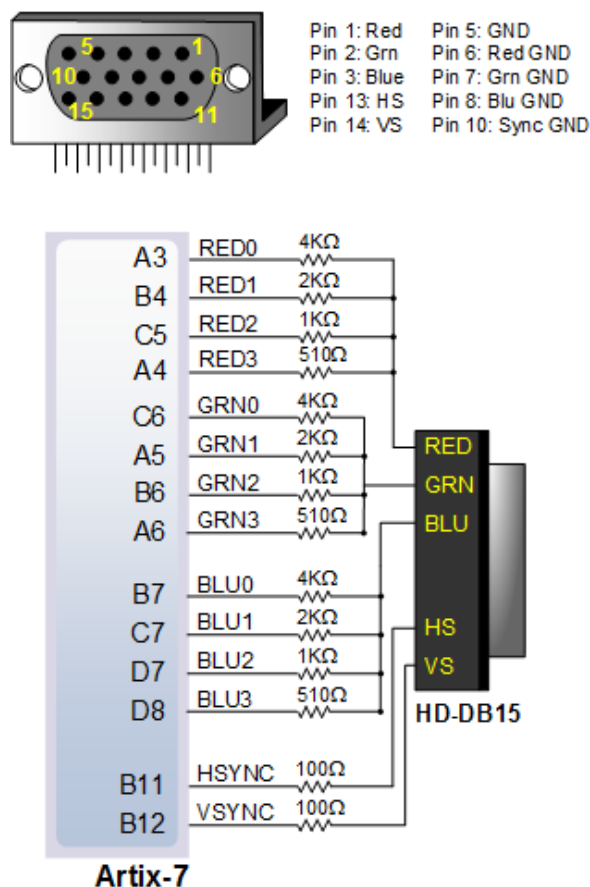 5 1
10 6
15 11
Pin 1: Red Pin 5: GND
Pin 2: Grn Pin 6: Red GND
Pin 3: Blue Pin 7: Grn GND
Pin 13: HS Pin 8: Blu GND
Pin 14: VS Pin 10: Sync GND
A3 RED0 4KΩ
B4 RED1 2KΩ
C5 RED2 1KΩ
A4 RED3 510Ω
C6 GRN0 4KΩ
A5 GRN1 2KΩ
B6 GRN2 1KΩ
A6 GRN3 510Ω
B7 BLU0 4KΩ
C7 BLU1 2KΩ
D7 BLU2 1KΩ
D8 BLU3 510Ω
B11 HSYNC 100Ω
B12 VSYNC 100Ω
Artix-7
RED
GRN
BLU
HS
VS
HD-DB15